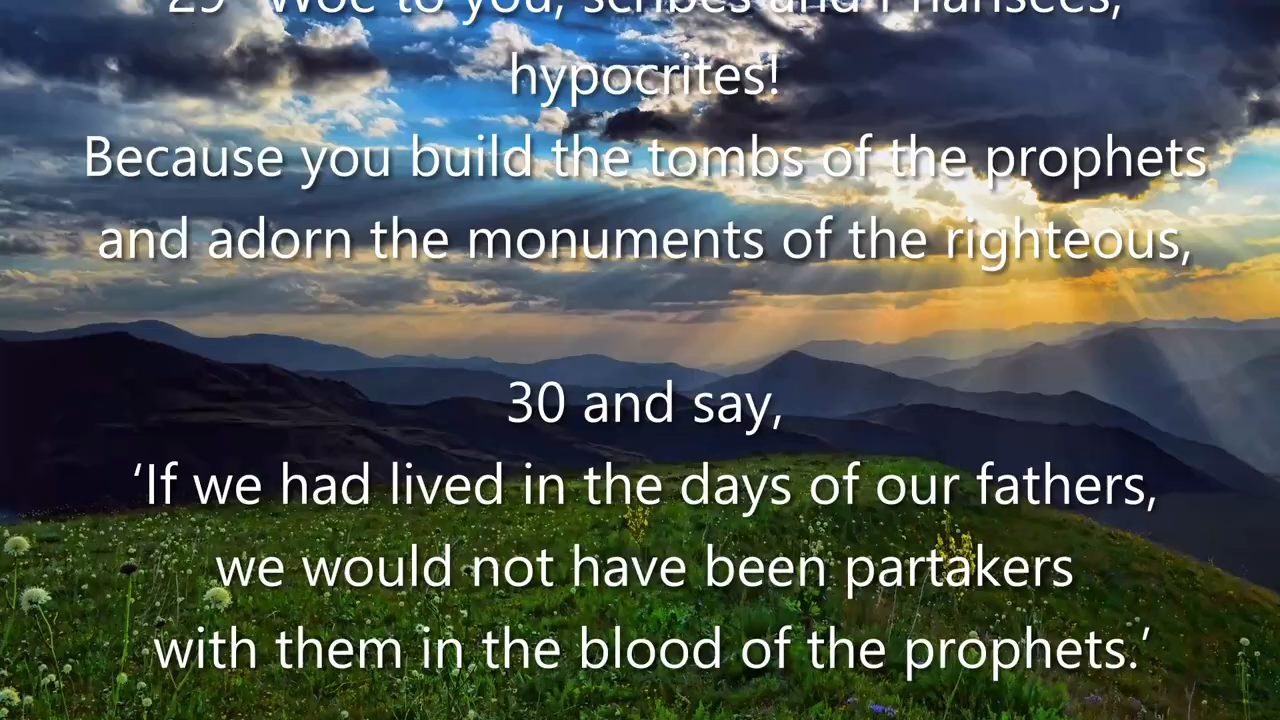 29 "Woe to you, scribes and Pharisees,
hypocrites!
Because you build the tombs of the prophets
and adorn the monuments of the righteous,
30 and say,
‘If we had lived in the days of our fathers,
we would not have been partakers
with them in the blood of the prophets.’